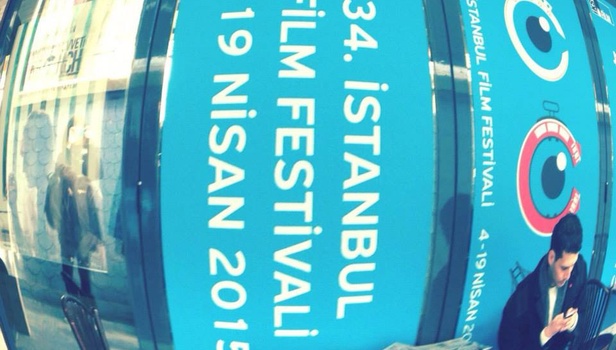 34. İSTANBUL
FİLM FESTİVALİ
19 NİSAN 2015
İSTANBUL FİLM FESTİVALİ
4-19 NİSAN 20